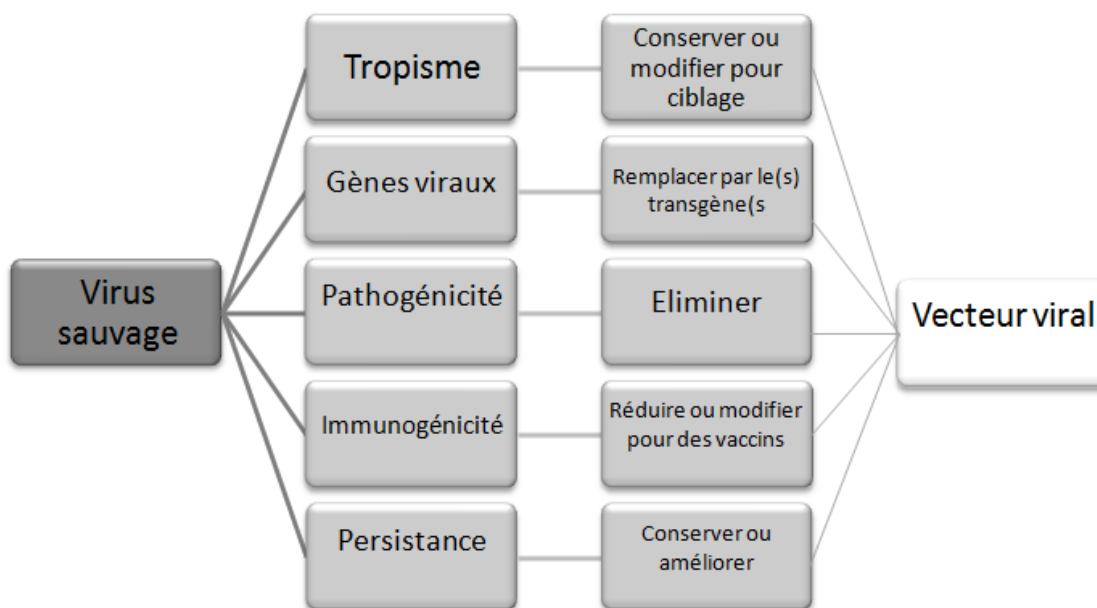 Tropisme
Conserver ou
modifier pour
ciblage
Gènes viraux
Remplacer par le(s)
transgène(s
Virus
sauvage
Pathogénicité
Eliminer
Vecteur viral
Immunogénicité
Réduire ou modifier
pour des vaccins
Persistance
Conserver ou
améliorer